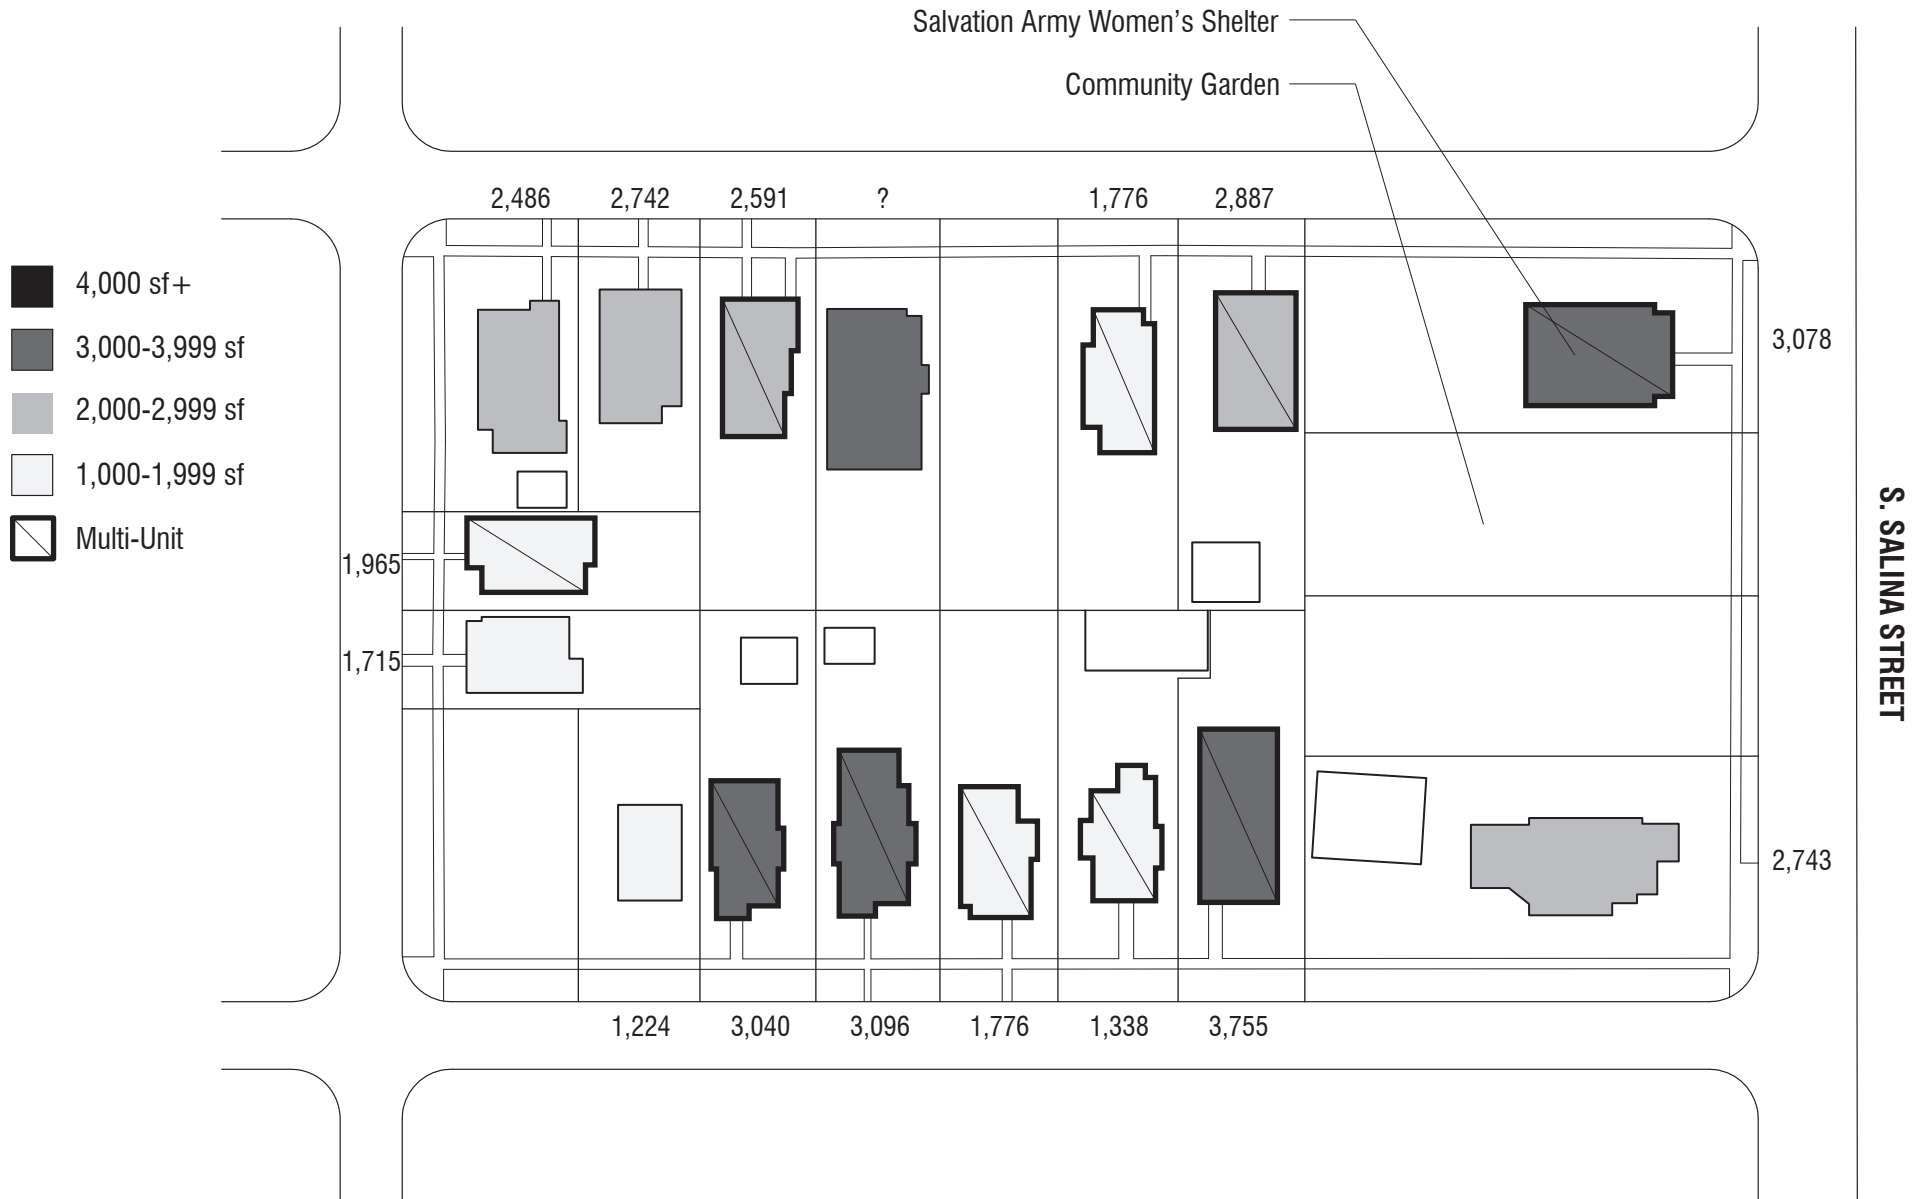 Salvation Army Women’s Shelter
Community Garden
2,486 2,742 2,591 ? 1,776 2,887
4,000 sf+
3,000-3,999 sf
2,000-2,999 sf
1,000-1,999 sf
Multi-Unit
3,078
1,965
1,715
S. SALINA STREET
2,743
1,224 3,040 3,096 1,776 1,338 3,755